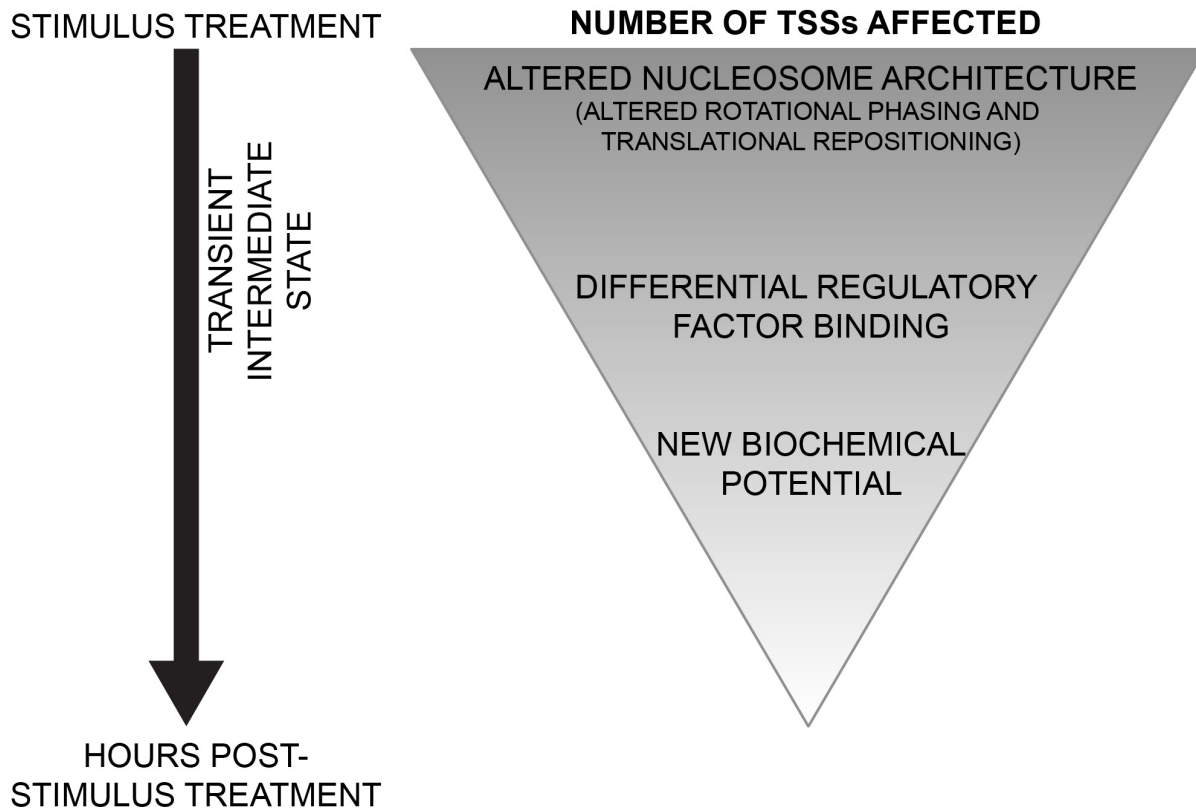 STIMULUS TREATMENT
TRANSIENT
INTERMEDIATE
STATE
HOURS POST-
STIMULUS TREATMENT
NUMBER OF TSSs AFFECTED
ALTERED NUCLEOSOME ARCHITECTURE
(ALTERED ROTATIONAL PHASING AND
TRANSLATIONAL REPOSITIONING)
DIFFERENTIAL REGULATORY
FACTOR BINDING
NEW BIOCHEMICAL
POTENTIAL